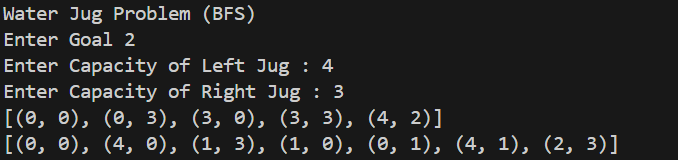 Water Jug Problem (BFS)
Enter Goal 2
Enter Capacity of Left Jug : 4
Enter Capacity of Right Jug : 3
[(0, 0), (0, 3), (3, 0), (3, 3), (4, 2)]
[(0, 0), (4, 0), (1, 3), (1, 0), (0, 1), (4, 1), (2, 3)]